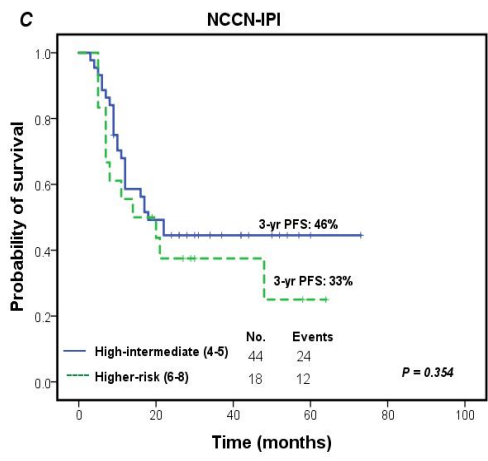 C
NCCN-IPI
Probability of survival
1.0
0.8
0.6
0.4
0.2
0.0
3-yr PFS: 46%
3-yr PFS: 33%
No. Events
High-intermediate (4-5) 44 24
Higher-risk (6-8) 18 12
P = 0.354
0 20 40 60 80 100
Time (months)